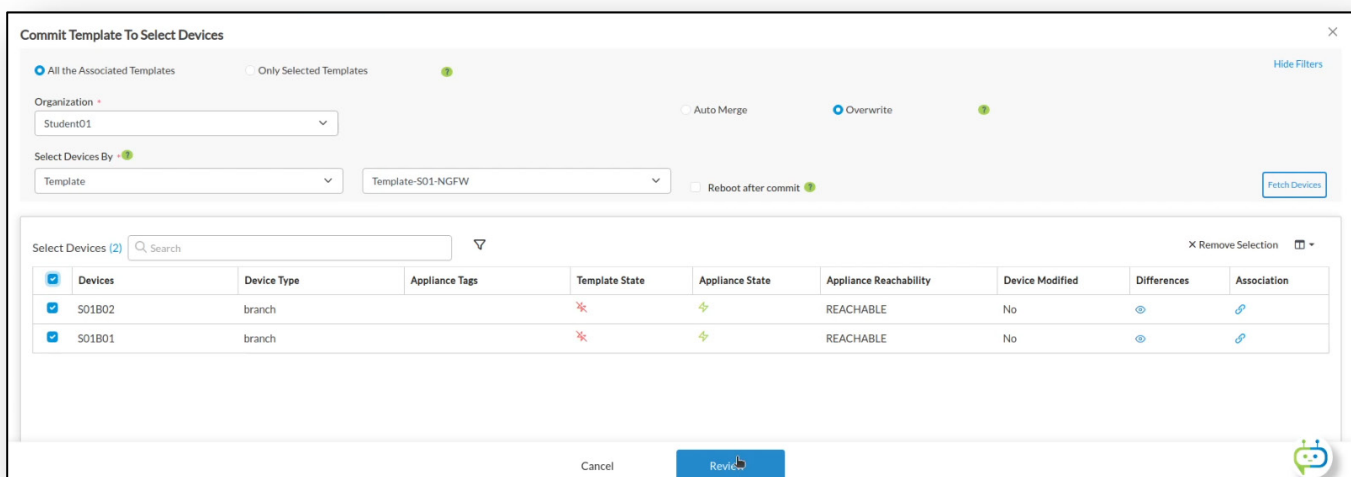 Commit Template To Select Devices
All the Associated Templates Only Selected Templates ? Hide Filters
Organization *
Student01
Auto Merge Overwrite ?
Select Devices By * ?
Template Template-S01-NGFW Reboot after commit ? Fetch Devices
Select Devices (2) Search Remove Selection
Devices Device Type Appliance Tags Template State Appliance State Appliance Reachability Device Modified Differences Association
S01B02 branch REACHABLE No
S01B01 branch REACHABLE No
Cancel Review